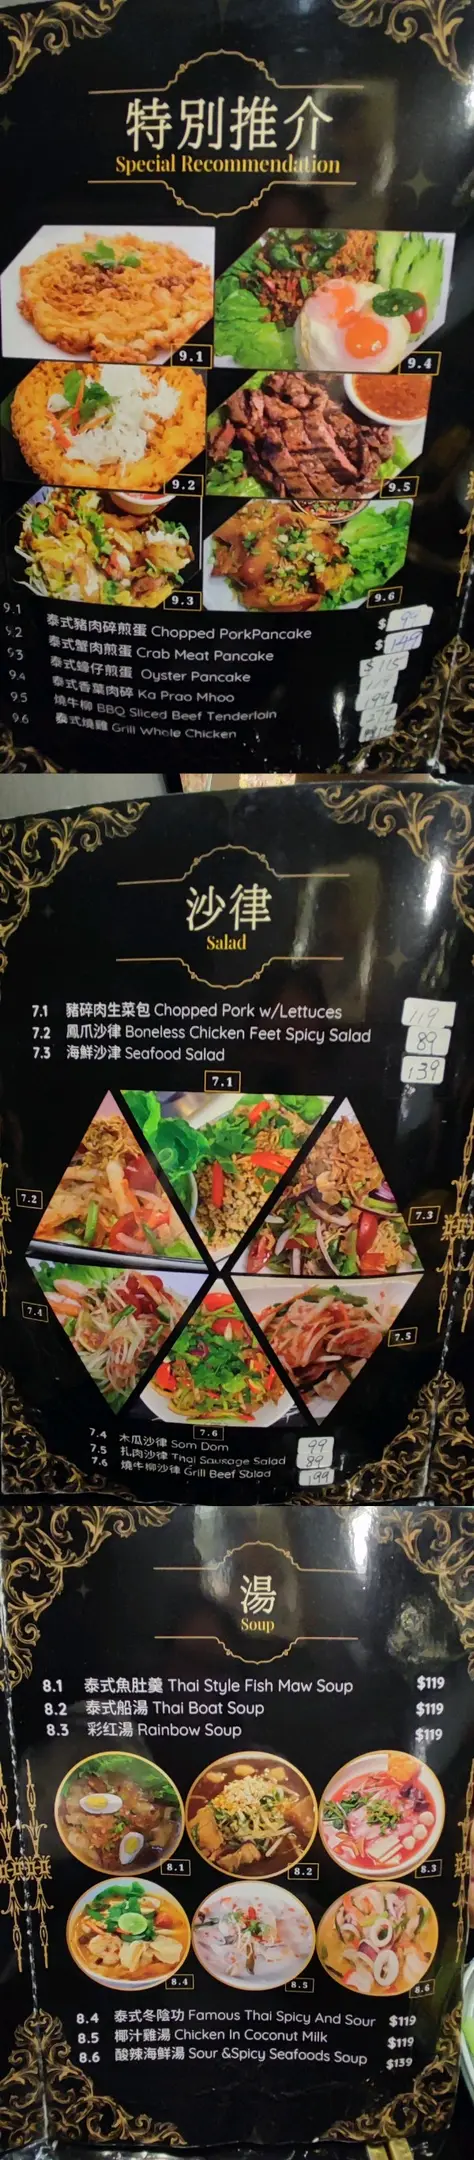 特別推介
Special Recommendation
9.1
9.4
9.2
9.5
9.3
9.6
9.1 泰式豬肉碎煎蛋 Chopped PorkPancake $ 99
9.2 泰式蟹肉煎蛋 Crab Meat Pancake $ 149
9.3 泰式蠔仔煎蛋 Oyster Pancake $ 115
9.4 泰式香葉肉碎 Ka Prao Mhoo 119
9.5 燒牛柳 BBQ Sliced Beef Tenderloin 199
9.6 泰式燒雞 Grill Whole Chicken
沙律
Salad
7.1 豬碎肉生菜包 Chopped Pork w/Lettuces 119
7.2 鳳爪沙律 Boneless Chicken Feet Spicy Salad 89
7.3 海鮮沙津 Seafood Salad 139
7.1
7.2
7.3
7.4
7.5
7.6
7.4 木瓜沙律 Som Dom 99
7.5 扎肉沙律 Thai Sausage Salad 89
7.6 燒牛柳沙律 Grill Beef Salad 199
湯
Soup
8.1 泰式魚肚羹 Thai Style Fish Maw Soup $119
8.2 泰式船湯 Thai Boat Soup $119
8.3 彩红湯 Rainbow Soup $119
8.1
8.2
8.3
8.4
8.5
8.6
8.4 泰式冬陰功 Famous Thai Spicy And Sour $119
8.5 椰汁雞湯 Chicken In Coconut Milk $119
8.6 酸辣海鮮湯 Sour &Spicy Seafoods Soup $139